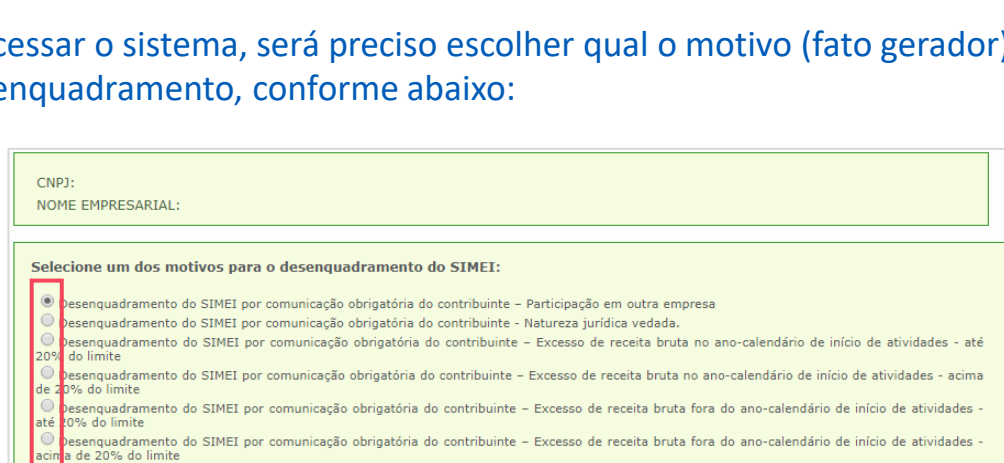 cessar o sistema, será preciso escolher qual o motivo (fato gerador)
enquadramento, conforme abaixo:
CNPJ:
NOME EMPRESARIAL:
Selecione um dos motivos para o desenquadramento do SIMEI:
Desenquadramento do SIMEI por comunicação obrigatória do contribuinte – Participação em outra empresa
Desenquadramento do SIMEI por comunicação obrigatória do contribuinte - Natureza jurídica vedada.
Desenquadramento do SIMEI por comunicação obrigatória do contribuinte – Excesso de receita bruta no ano-calendário de início de atividades - até
20% do limite
Desenquadramento do SIMEI por comunicação obrigatória do contribuinte – Excesso de receita bruta no ano-calendário de início de atividades - acima
de 20% do limite
Desenquadramento do SIMEI por comunicação obrigatória do contribuinte – Excesso de receita bruta fora do ano-calendário de início de atividades -
até 20% do limite
Desenquadramento do SIMEI por comunicação obrigatória do contribuinte – Excesso de receita bruta fora do ano-calendário de início de atividades -
acima de 20% do limite